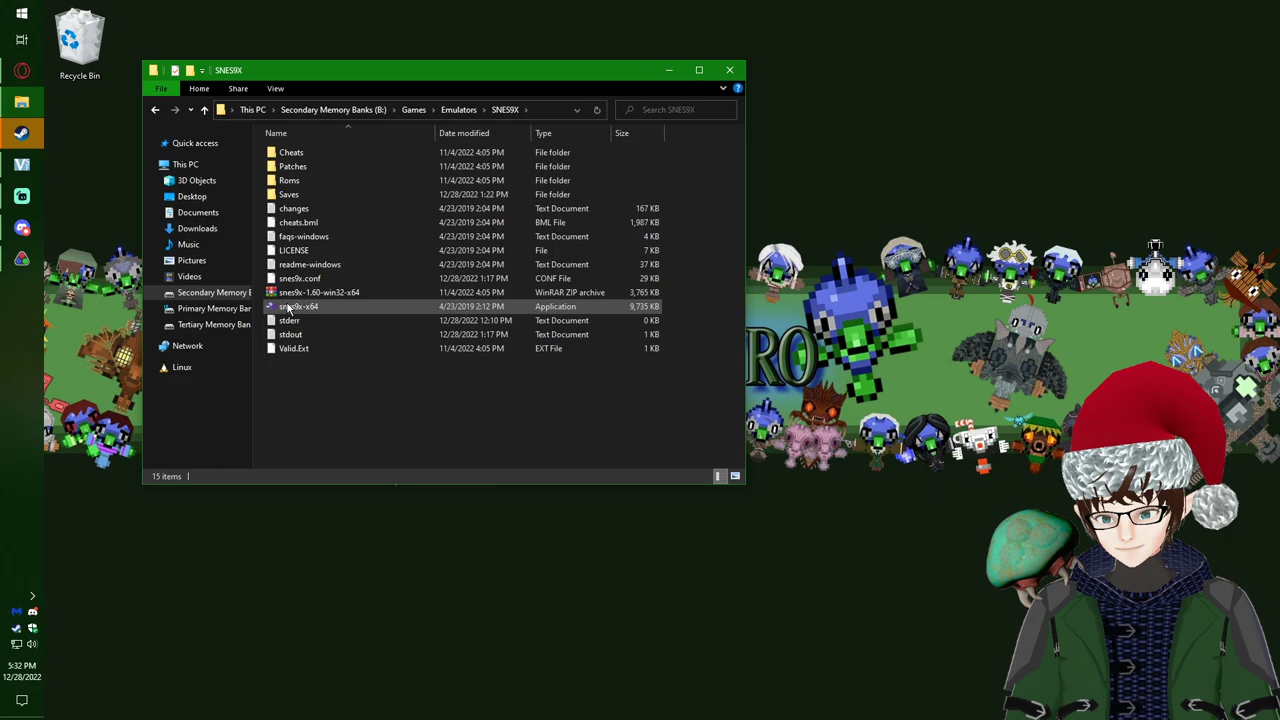 Recycle Bin
SNES9X
File Home Share View
This PC Secondary Memory Banks (B:) Games Emulators SNES9X Search SNES9X
Name Date modified Type Size
Quick access
This PC
3D Objects
Desktop
Documents
Downloads
Music
Pictures
Videos
Secondary Memory B
Primary Memory Ban
Tertiary Memory Ban
Network
Linux
Cheats 11/4/2022 4:05 PM File folder
Patches 11/4/2022 4:05 PM File folder
Roms 11/4/2022 4:05 PM File folder
Saves 12/28/2022 1:22 PM File folder
changes 4/23/2019 2:04 PM Text Document 167 KB
cheats.bml 4/23/2019 2:04 PM BML File 1,987 KB
faqs-windows 4/23/2019 2:04 PM Text Document 4 KB
LICENSE 4/23/2019 2:04 PM File 7 KB
readme-windows 4/23/2019 2:04 PM Text Document 37 KB
snes9x.conf 12/28/2022 1:17 PM CONF File 29 KB
snes9x-1.60-win32-x64 11/4/2022 4:05 PM WinRAR ZIP archive 3,765 KB
snes9x-x64 4/23/2019 2:12 PM Application 9,735 KB
stderr 12/28/2022 12:10 PM Text Document 0 KB
stdout 12/28/2022 1:17 PM Text Document 1 KB
Valid.Ext 11/4/2022 4:05 PM EXT File 1 KB
15 items
RO
5:32 PM
12/28/2022